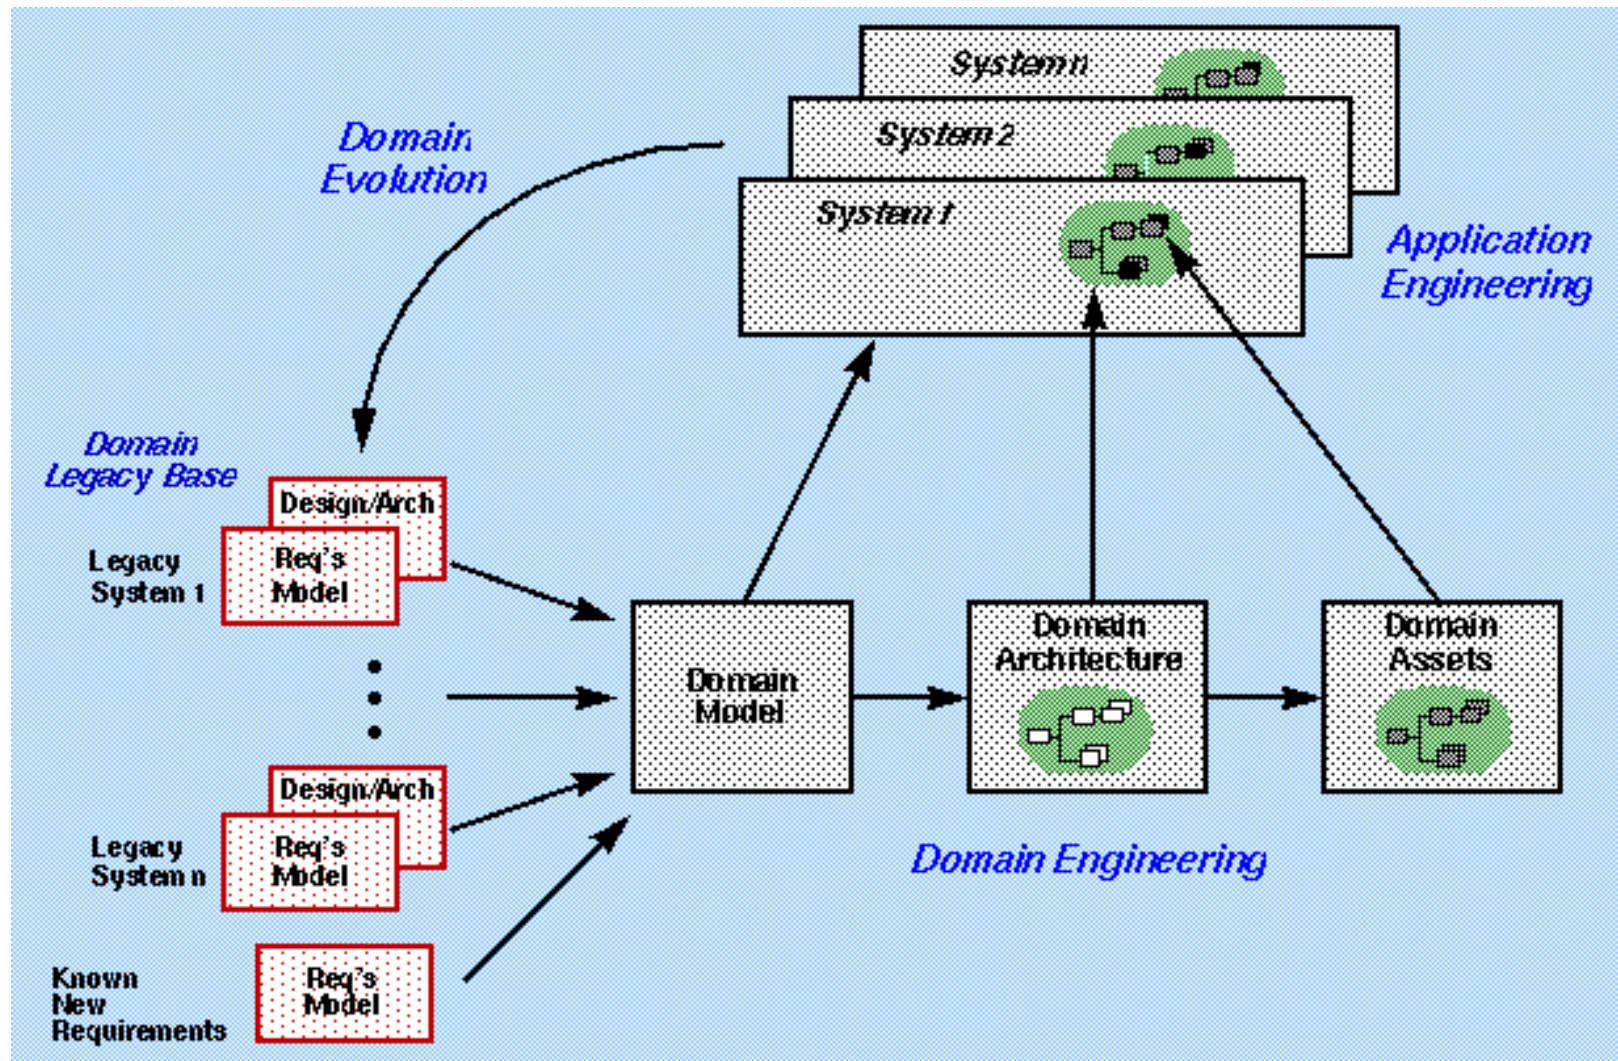 System n
System 2
System 1
Domain
Evolution
Application
Engineering
Domain
Legacy Base
Design/Arch
Req's
Model
Legacy
System 1
Design/Arch
Req's
Model
Legacy
System n
Req's
Model
Known
New
Requirements
Domain
Model
Domain
Architecture
Domain
Assets
Domain Engineering